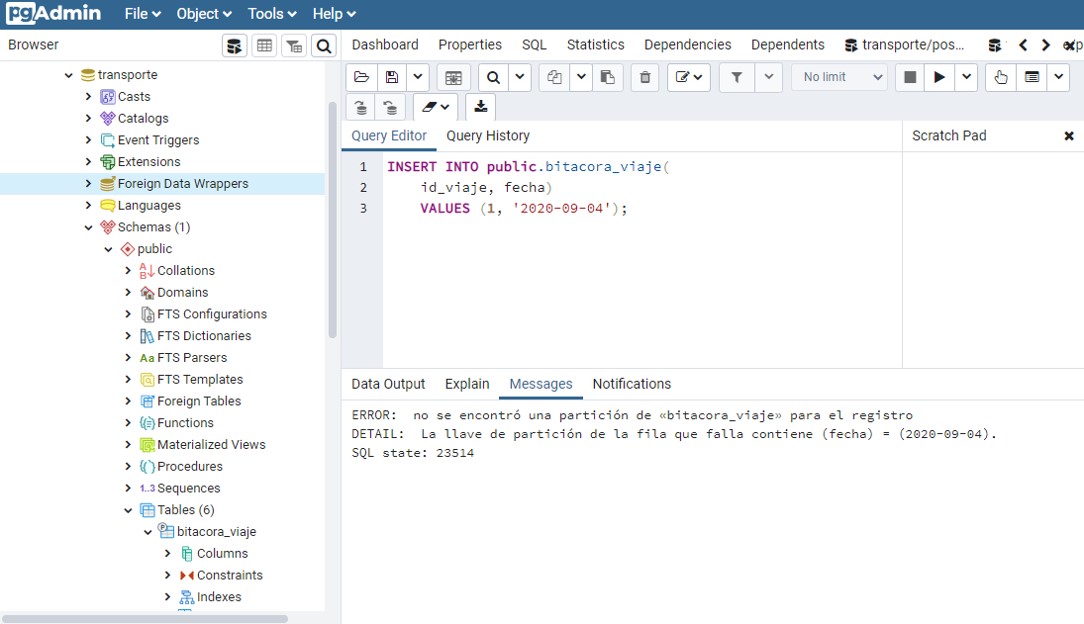 pgAdmin File Object Tools Help
Browser
Dashboard Properties SQL Statistics Dependencies Dependents transporte/pos...
No limit
transporte
Casts
Catalogs
Event Triggers
Extensions
Foreign Data Wrappers
Languages
Schemas (1)
public
Collations
Domains
FTS Configurations
FTS Dictionaries
Aa FTS Parsers
FTS Templates
Foreign Tables
Functions
Materialized Views
Procedures
1..3 Sequences
Tables (6)
bitacora_viaje
Columns
Constraints
Indexes
Query Editor Query History
Scratch Pad
1 INSERT INTO public.bitacora_viaje(
2 id_viaje, fecha)
3 VALUES (1, '2020-09-04');
Data Output Explain Messages Notifications
ERROR: no se encontró una partición de «bitacora_viaje» para el registro
DETAIL: La llave de partición de la fila que falla contiene (fecha) = (2020-09-04).
SQL state: 23514